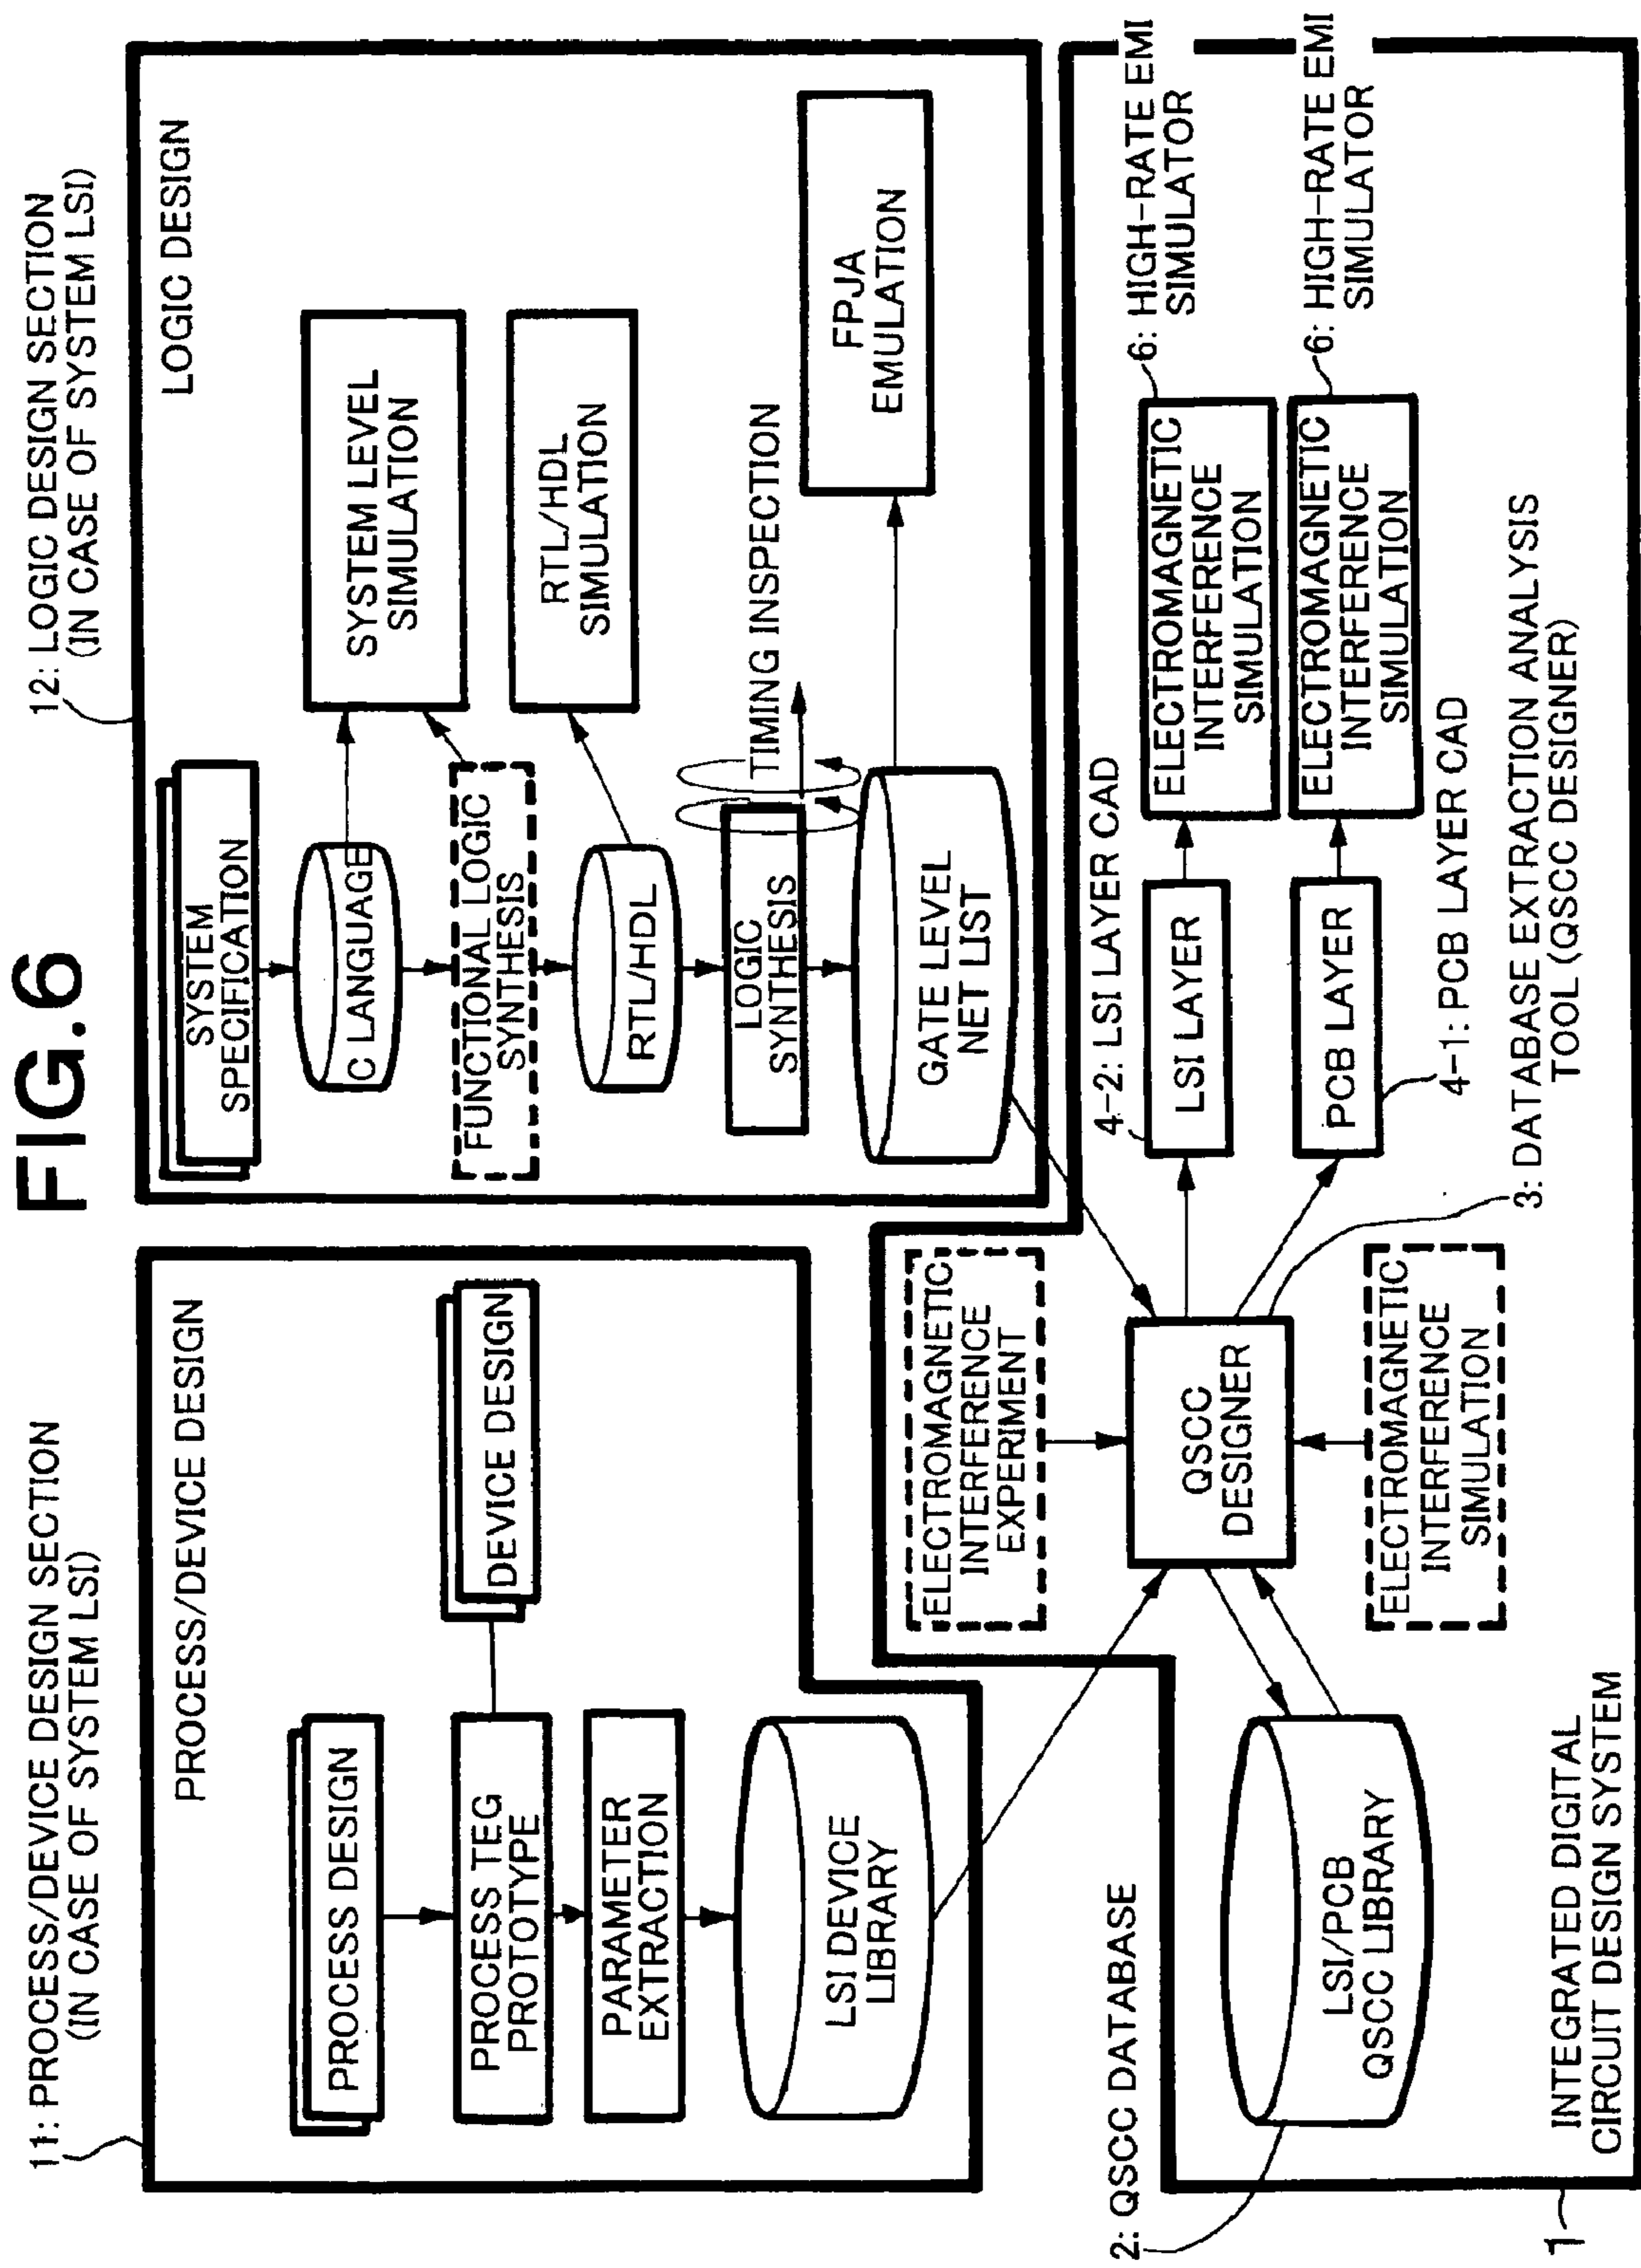 FIG.6
11: PROCESS/DEVICE DESIGN SECTION
(IN CASE OF SYSTEM LSI)
PROCESS/DEVICE DESIGN
PROCESS DESIGN
DEVICE DESIGN
PROCESS TEG
PROTOTYPE
PARAMETER
EXTRACTION
LSI DEVICE
LIBRARY
12: LOGIC DESIGN SECTION
(IN CASE OF SYSTEM LSI)
LOGIC DESIGN
SYSTEM
SPECIFICATION
C LANGUAGE
SYSTEM LEVEL
SIMULATION
FUNCTIONAL LOGIC
SYNTHESIS
RTL/HDL
SIMULATION
RTL/HDL
LOGIC
SYNTHESIS
TIMING INSPECTION
GATE LEVEL
NET LIST
FPJA
EMULATION
2: QSCC DATABASE
LSI/PCB
QSCC LIBRARY
ELECTROMAGNETIC
INTERFERENCE
EXPERIMENT
QSCC
DESIGNER
ELECTROMAGNETIC
INTERFERENCE
SIMULATION
4-2: LSI LAYER CAD
LSI LAYER
ELECTROMAGNETIC
INTERFERENCE
SIMULATION
6: HIGH-RATE EMI
SIMULATOR
PCB LAYER
ELECTROMAGNETIC
INTERFERENCE
SIMULATION
6: HIGH-RATE EMI
SIMULATOR
4-1: PCB LAYER CAD
3: DATABASE EXTRACTION ANALYSIS
TOOL (QSCC DESIGNER)
INTEGRATED DIGITAL
CIRCUIT DESIGN SYSTEM
1